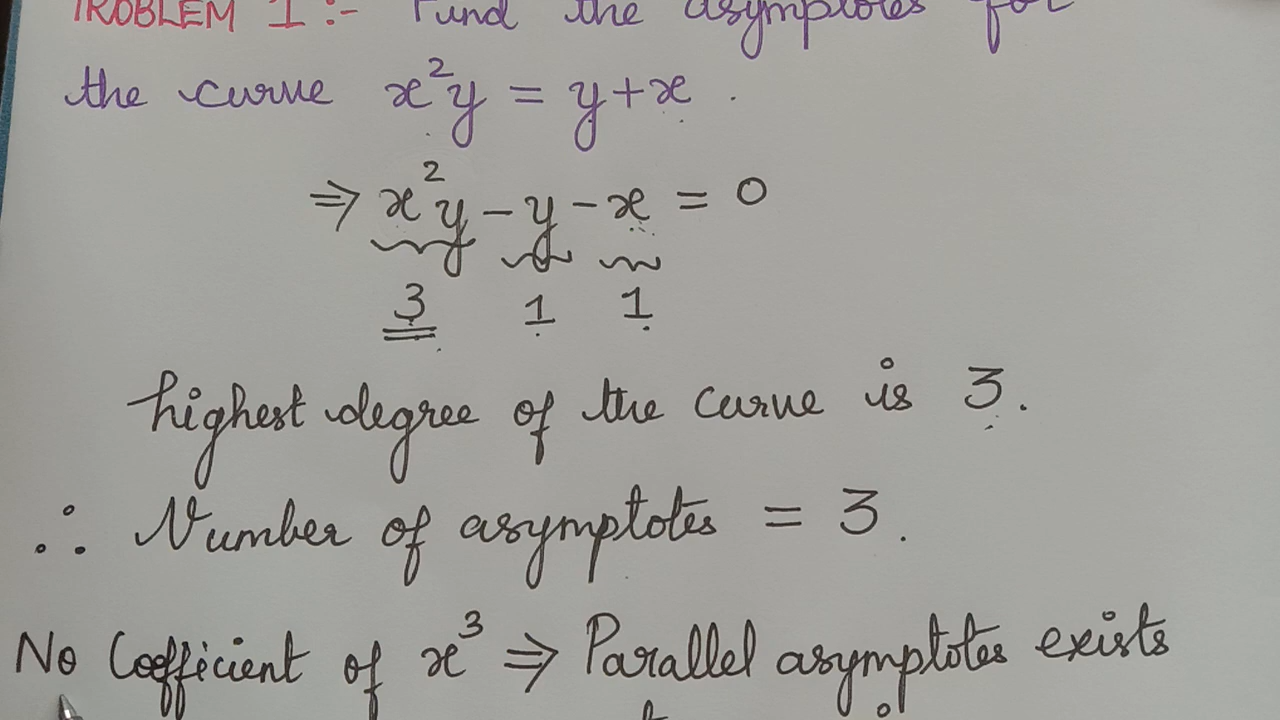 PROBLEM 1:- Find the asymptotes for
the curve x²y = y+x .
⇒ x²y - y - x = 0
3 1 1
highest degree of the curve is 3.
∴ Number of asymptotes = 3.
No Coefficient of x³ ⇒ Parallel asymptotes exists